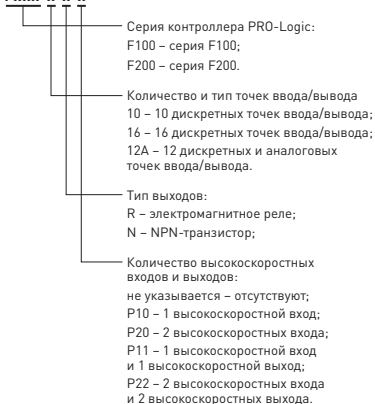 Серия контроллера PRO-Logic:
F100 – серия F100;
F200 – серия F200.
Количество и тип точек ввода/вывода
10 – 10 дискретных точек ввода/вывода;
16 – 16 дискретных точек ввода/вывода;
12A – 12 дискретных и аналоговых
точек ввода/вывода.
Тип выходов:
R – электромагнитное реле;
N – NPN-транзистор;
Количество высокоскоростных
входов и выходов:
не указывается – отсутствуют;
P10 – 1 высокоскоростной вход;
P20 – 2 высокоскоростных входа;
P11 – 1 высокоскоростной вход
и 1 высокоскоростной выход;
P22 – 2 высокоскоростных входа
и 2 высокоскоростных выхода.